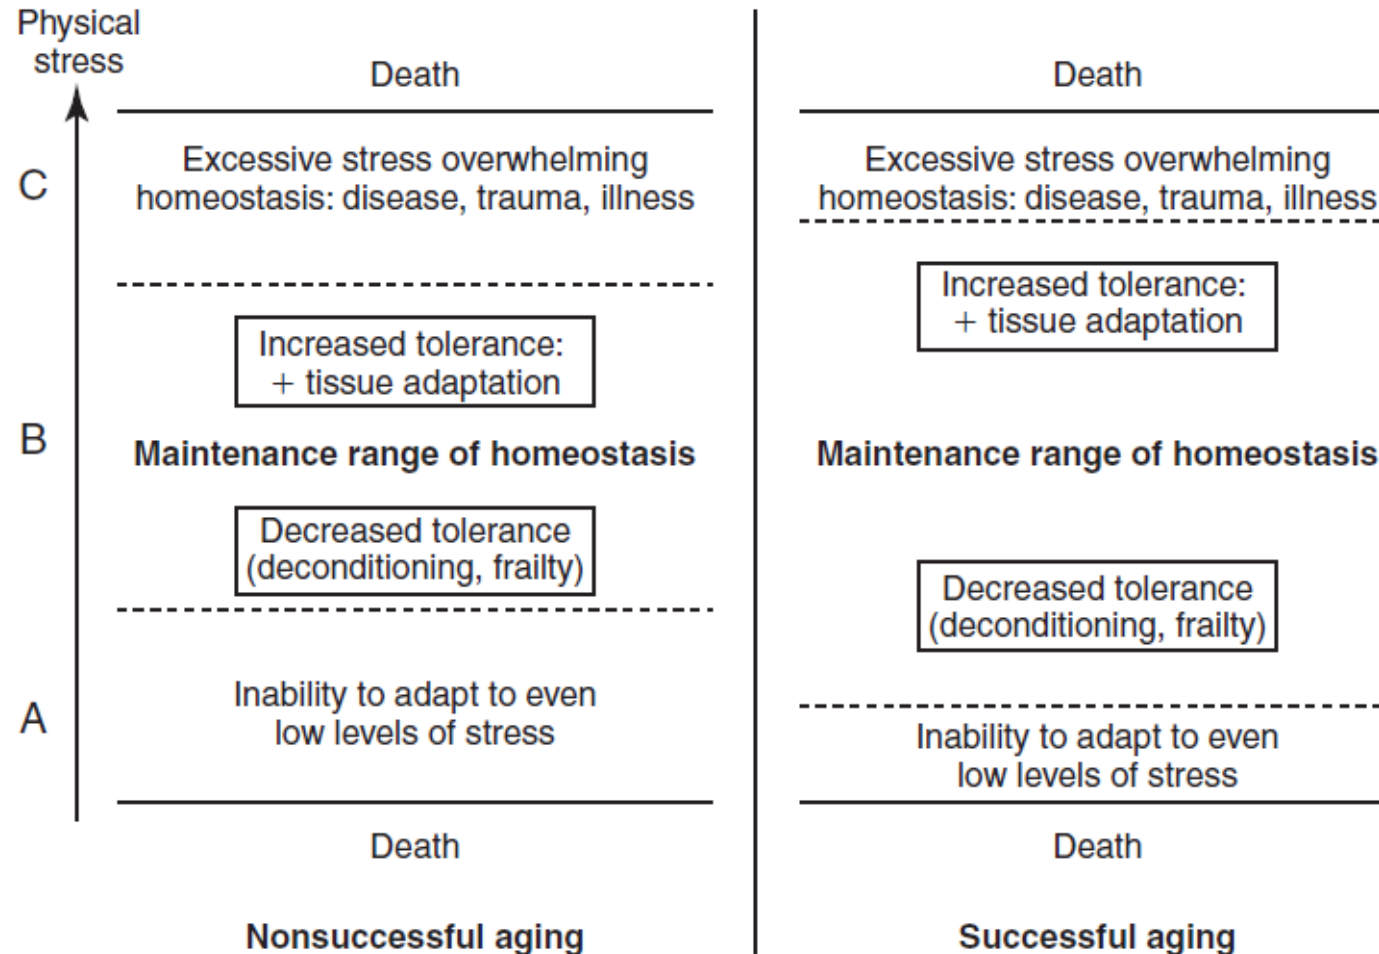 Physical
stress
C
B
A
Death
Excessive stress overwhelming
homeostasis: disease, trauma, illness
Increased tolerance:
+ tissue adaptation
Maintenance range of homeostasis
Decreased tolerance
(deconditioning, frailty)
Inability to adapt to even
low levels of stress
Death
Nonsuccessful aging
Death
Excessive stress overwhelming
homeostasis: disease, trauma, illness
Increased tolerance:
+ tissue adaptation
Maintenance range of homeostasis
Decreased tolerance
(deconditioning, frailty)
Inability to adapt to even
low levels of stress
Death
Successful aging